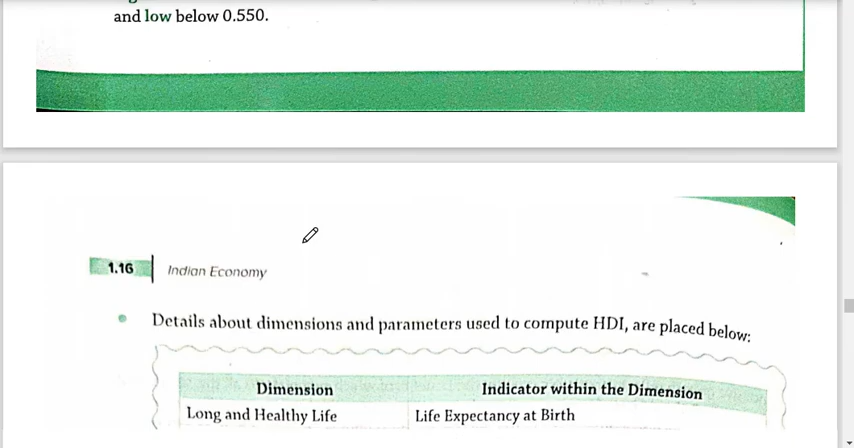 and low below 0.550.
1.16 Indian Economy
Details about dimensions and parameters used to compute HDI, are placed below:
Dimension Indicator within the Dimension
Long and Healthy Life Life Expectancy at Birth